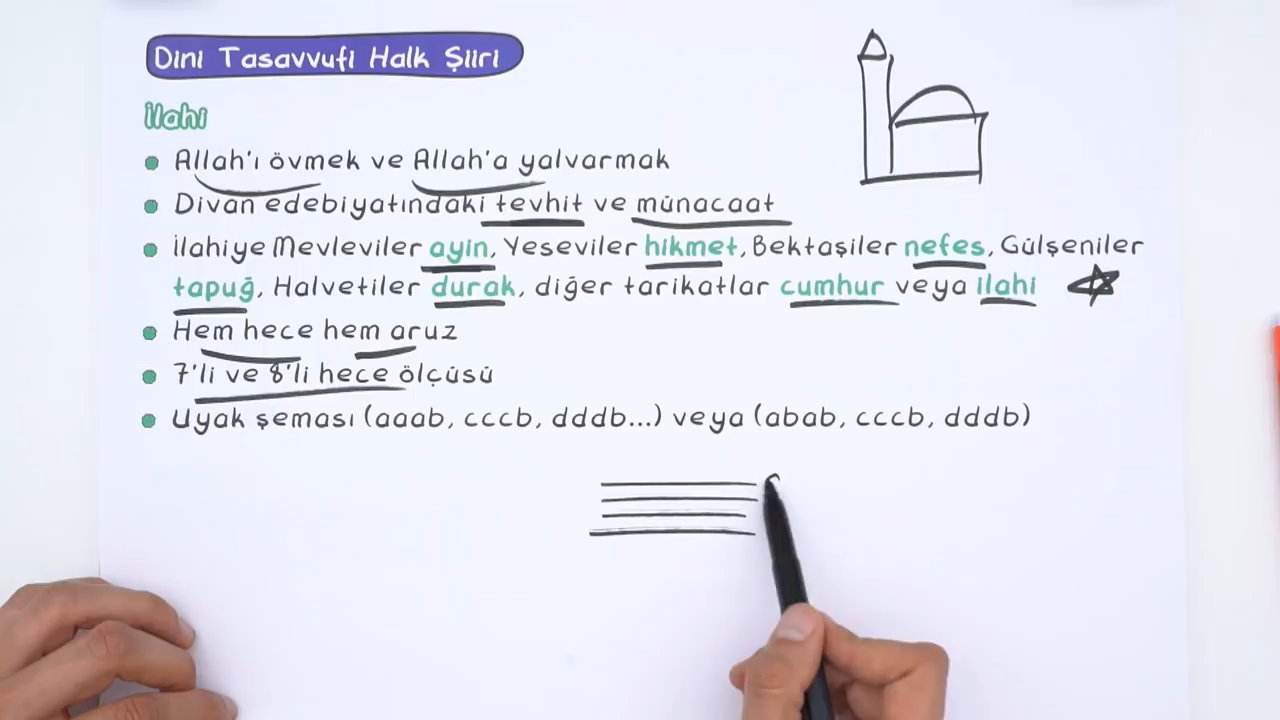 Dini Tasavvufi Halk Şiiri
İlahi
Allah'ı övmek ve Allah'a yalvarmak
Divan edebiyatındaki tevhit ve münacaat
İlahiye Mevleviler ayin, Yeseviler hikmet, Bektaşiler nefes, Gülşeniler
tapuğ, Halvetiler durak, diğer tarikatlar cumhur veya ilahi
Hem hece hem aruz
7'li ve 8'li hece ölçüsü
Uyak şeması (aaab, cccb, dddb...) veya (abab, cccb, dddb)